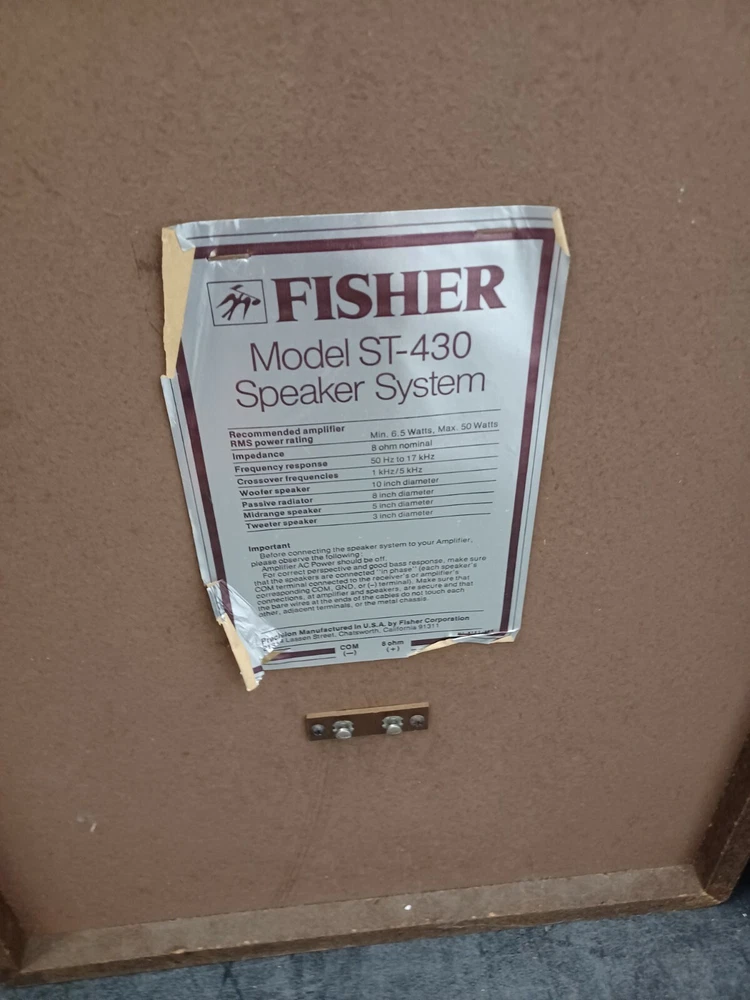 FISHER
Model ST-430
Speaker System
Recommended amplifier
RMS power rating Min. 6.5 Watts, Max. 50 Watts
Impedance 8 ohm nominal
Frequency response 50 Hz to 17 kHz
Crossover frequencies 1 kHz/5 kHz
Woofer speaker 10 inch diameter
Passive radiator 8 inch diameter
Midrange speaker 5 inch diameter
Tweeter speaker 3 inch diameter
Important
Before connecting the speaker system to your Amplifier,
please observe the following:
Amplifier AC Power should be off.
For correct perspective and good bass response, make sure
that the speakers are connected "in phase" (each speaker's
COM terminal connected to the receiver's or amplifier's
corresponding COM, GND, or (-) terminal). Make sure that
connections, at amplifier and speakers, are secure and that
the bare wires at the ends of the cables do not touch each
other, adjacent terminals, or the metal chassis.
Precision Manufactured in U.S.A. by Fisher Corporation
Lassen Street, Chatsworth, California 91311
COM 8 ohm
(-) (+)